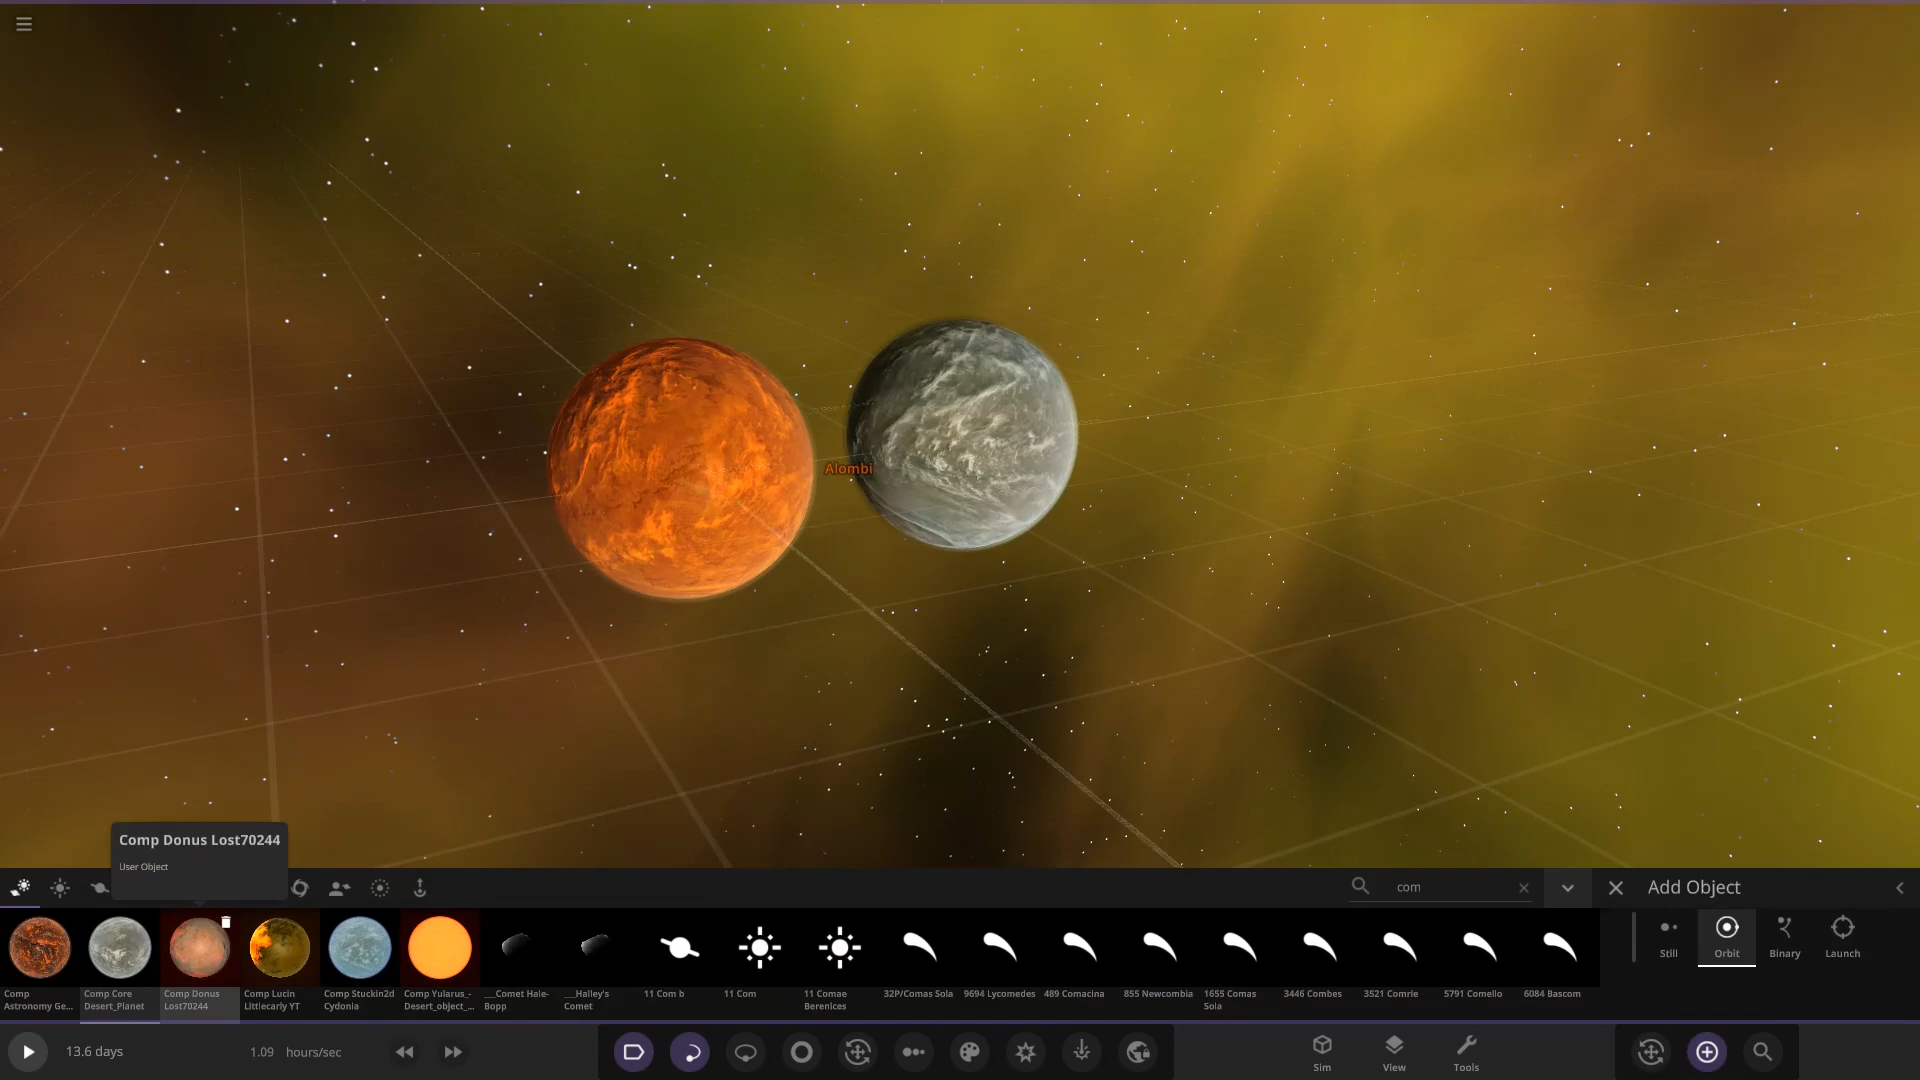 Alombi
Comp Donus Lost70244
User Object
com
Add Object
Still
Orbit
Binary
Launch
Comp
Astronomy Ge...
Comp Core
Desert_Planet
Comp Donus
Lost70244
Comp Lucin
Littlecarly YT
Comp Stuckin2d
Cydonia
Comp Yularus_-
Desert_object_...
___Comet Hale-
Bopp
___Halley's
Comet
11 Com b
11 Com
11 Comae
Berenices
32P/Comas Sola
9694 Lycomedes
489 Comacina
855 Newcombia
1655 Comas
Sola
3446 Combes
3521 Comrie
5791 Comello
6084 Bascom
13.6 days
1.09 hours/sec
Sim
View
Tools